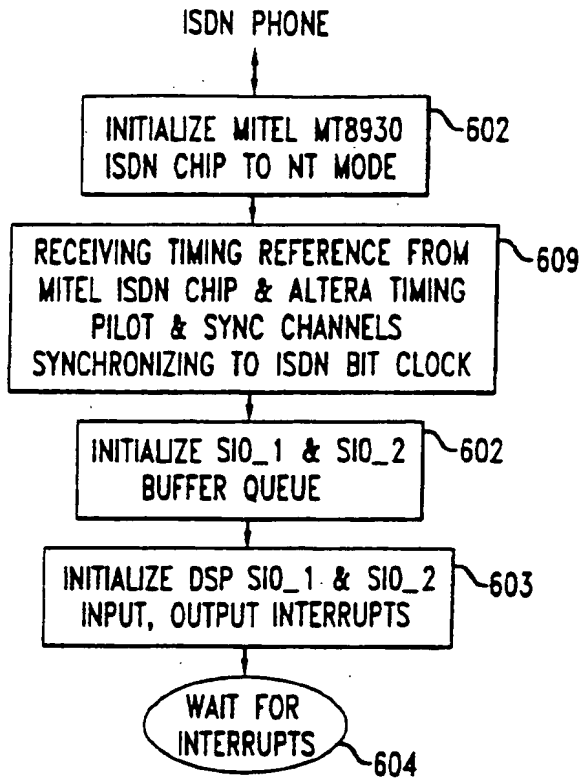 ISDN PHONE
INITIALIZE MITEL MT8930
ISDN CHIP TO NT MODE
602
RECEIVING TIMING REFERENCE FROM
MITEL ISDN CHIP & ALTERA TIMING
PILOT & SYNC CHANNELS
SYNCHRONIZING TO ISDN BIT CLOCK
609
INITIALIZE SIO_1 & SIO_2
BUFFER QUEUE
602
INITIALIZE DSP SIO_1 & SIO_2
INPUT, OUTPUT INTERRUPTS
603
WAIT FOR
INTERRUPTS
604